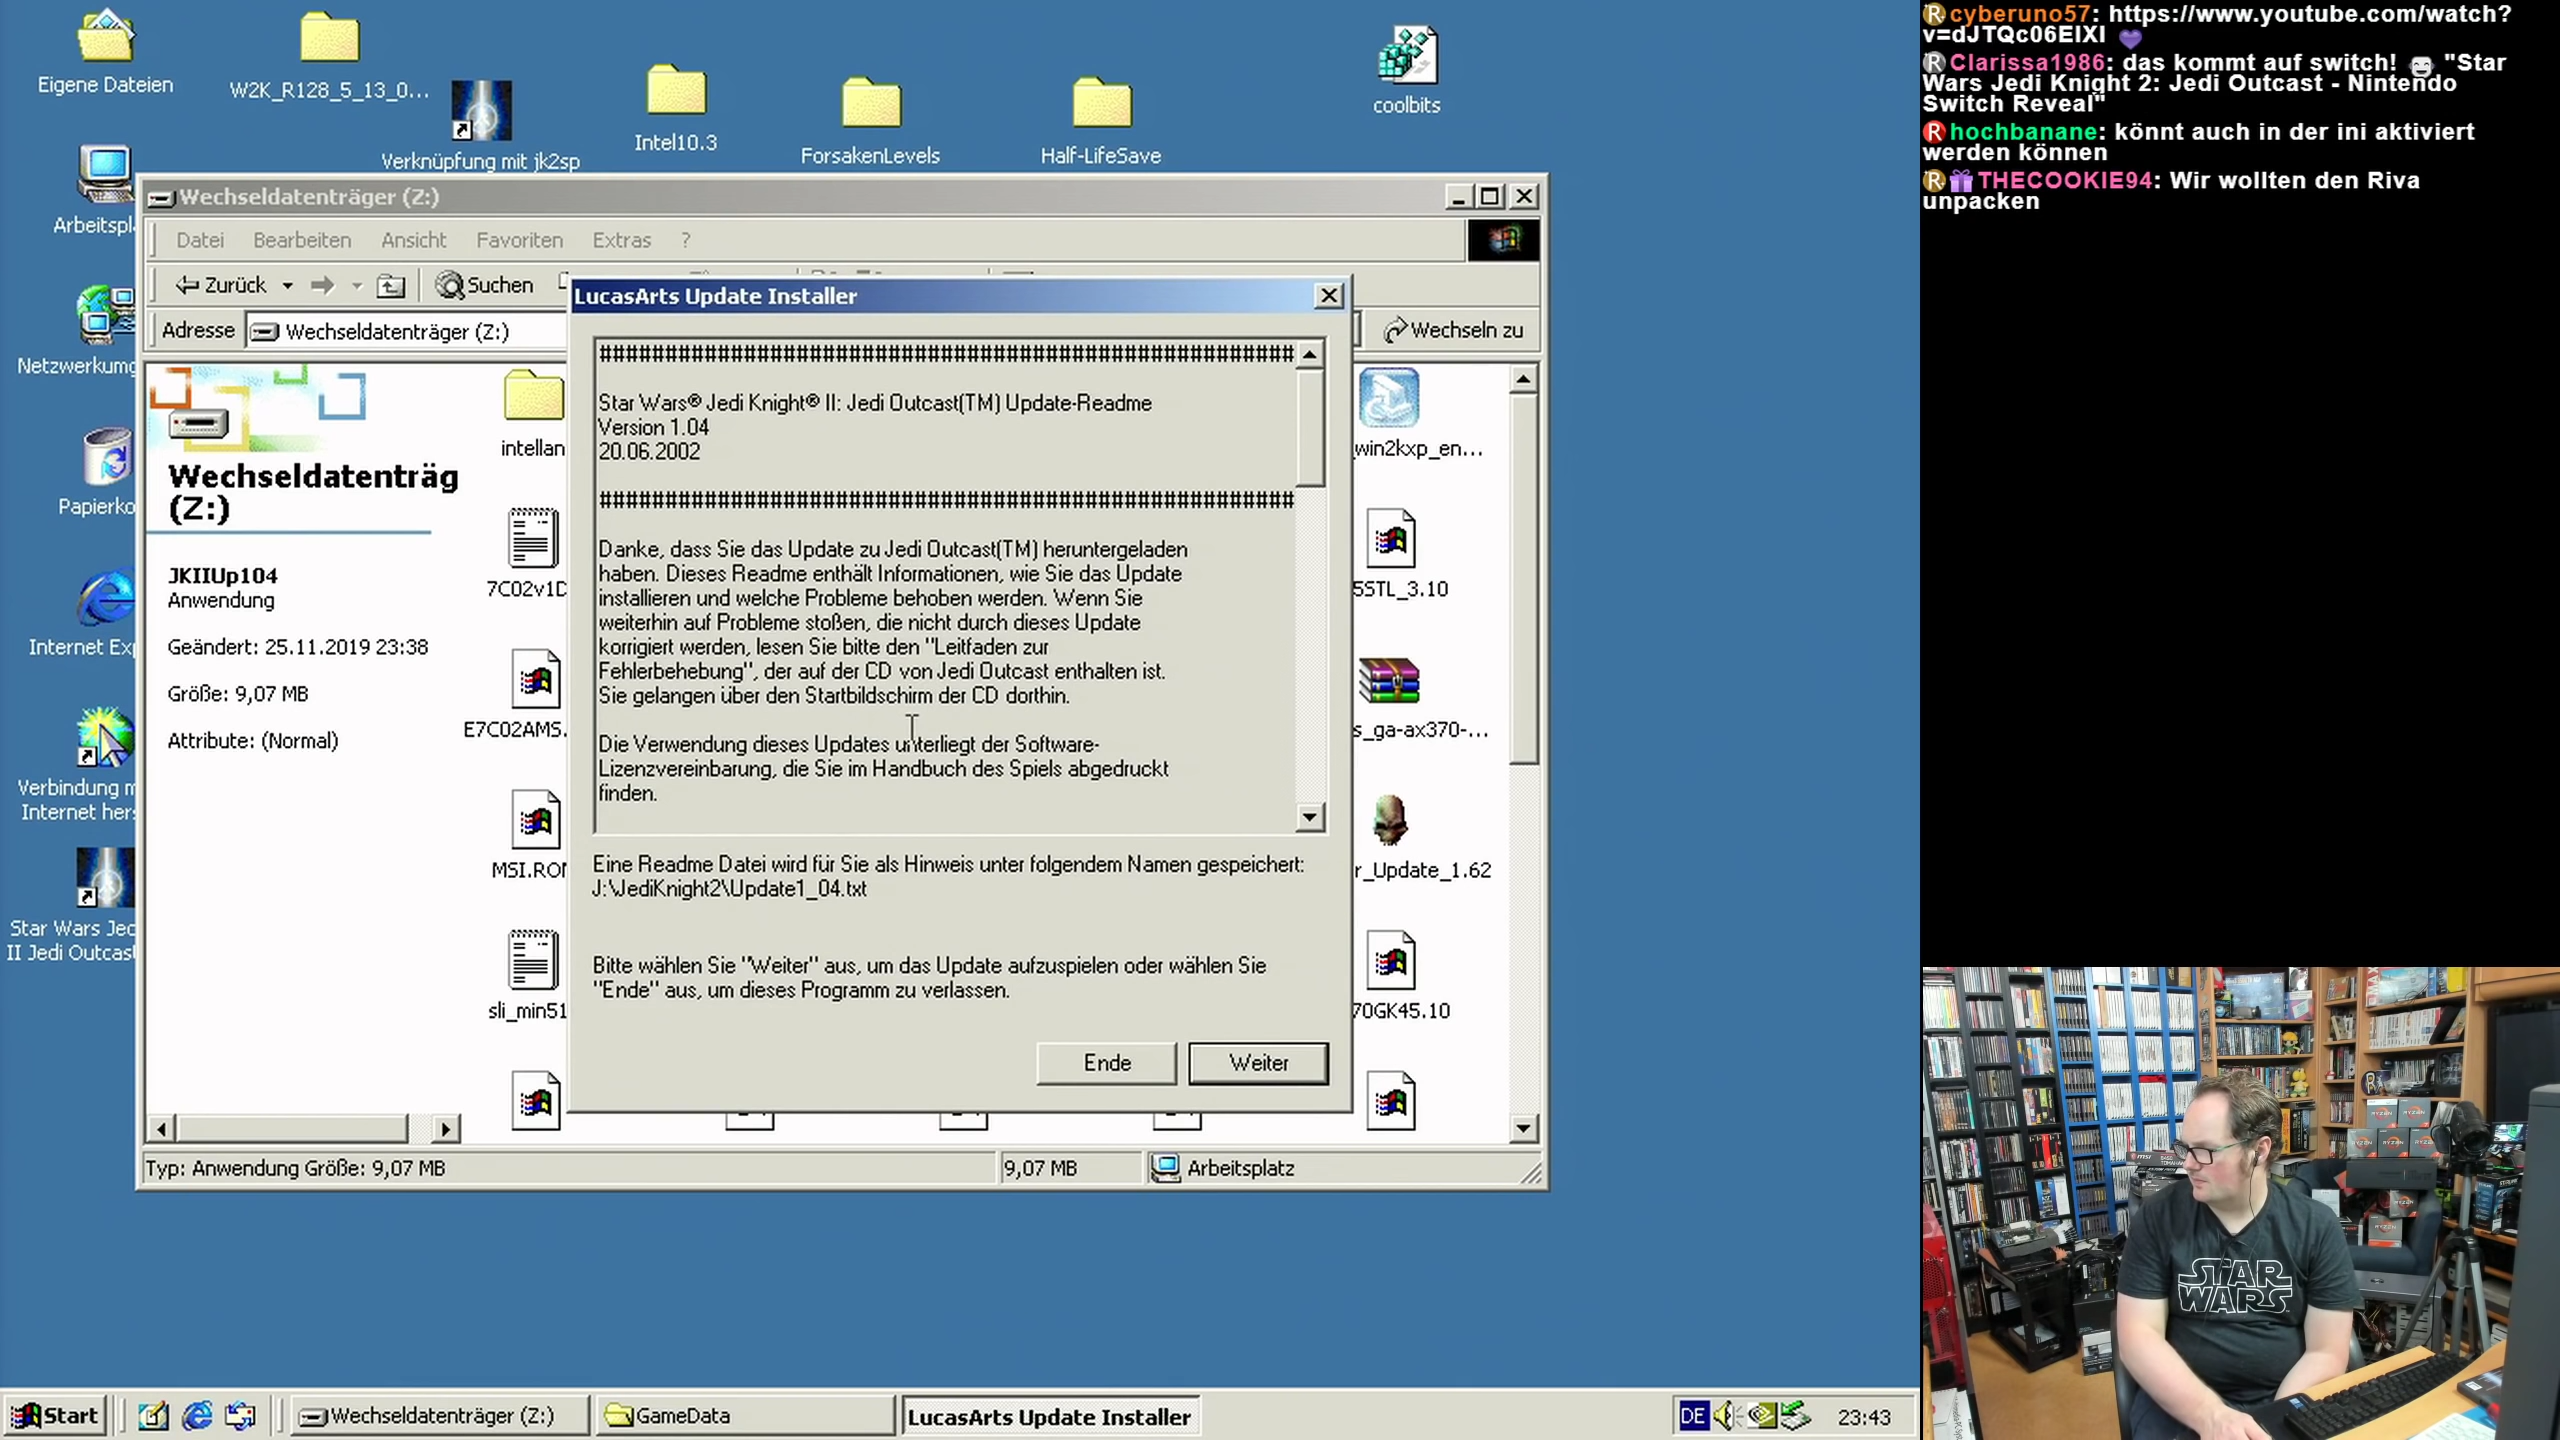 Eigene Dateien
W2K_R128_5_13_0...
Verknüpfung mit jk2sp
Intel10.3
ForsakenLevels
Half-LifeSave
coolbits
Arbeitspl
Netzwerkumg
Papierko
Internet Exp
Verbindung m
Internet hers
Star Wars Jed
II Jedi Outcast
Wechseldatenträger (Z:)
Datei Bearbeiten Ansicht Favoriten Extras ?
Zurück Suchen
Adresse Wechseldatenträger (Z:) Wechseln zu
Wechseldatenträg
(Z:)
JKIIUp104
Anwendung
Geändert: 25.11.2019 23:38
Größe: 9,07 MB
Attribute: (Normal)
intellan
7C02v1D
E7C02AMS.
MSI.ROM
sli_min51
LucasArts Update Installer
Star Wars® Jedi Knight® II: Jedi Outcast(TM) Update-Readme
Version 1.04
20.06.2002
Danke, dass Sie das Update zu Jedi Outcast(TM) heruntergeladen
haben. Dieses Readme enthält Informationen, wie Sie das Update
installieren und welche Probleme behoben werden. Wenn Sie
weiterhin auf Probleme stoßen, die nicht durch dieses Update
korrigiert werden, lesen Sie bitte den "Leitfaden zur
Fehlerbehebung", der auf der CD von Jedi Outcast enthalten ist.
Sie gelangen über den Startbildschirm der CD dorthin.
Die Verwendung dieses Updates unterliegt der Software-
Lizenzvereinbarung, die Sie im Handbuch des Spiels abgedruckt
finden.
Eine Readme Datei wird für Sie als Hinweis unter folgendem Namen gespeichert:
J:\JediKnight2\Update1_04.txt
Bitte wählen Sie "Weiter" aus, um das Update aufzuspielen oder wählen Sie
"Ende" aus, um dieses Programm zu verlassen.
Ende Weiter
_win2kxp_en...
5STL_3.10
s_ga-ax370-...
r_Update_1.62
70GK45.10
Typ: Anwendung Größe: 9,07 MB 9,07 MB Arbeitsplatz
Start Wechseldatenträger (Z:) GameData LucasArts Update Installer DE 23:43
cyberuno57: https://www.youtube.com/watch?
v=dJTQc06EIXI
Clarissa1986: das kommt auf switch! "Star
Wars Jedi Knight 2: Jedi Outcast - Nintendo
Switch Reveal"
hochbanane: könnt auch in der ini aktiviert
werden können
THECOOKIE94: Wir wollten den Riva
unpacken
STAR
WARS
RYZEN